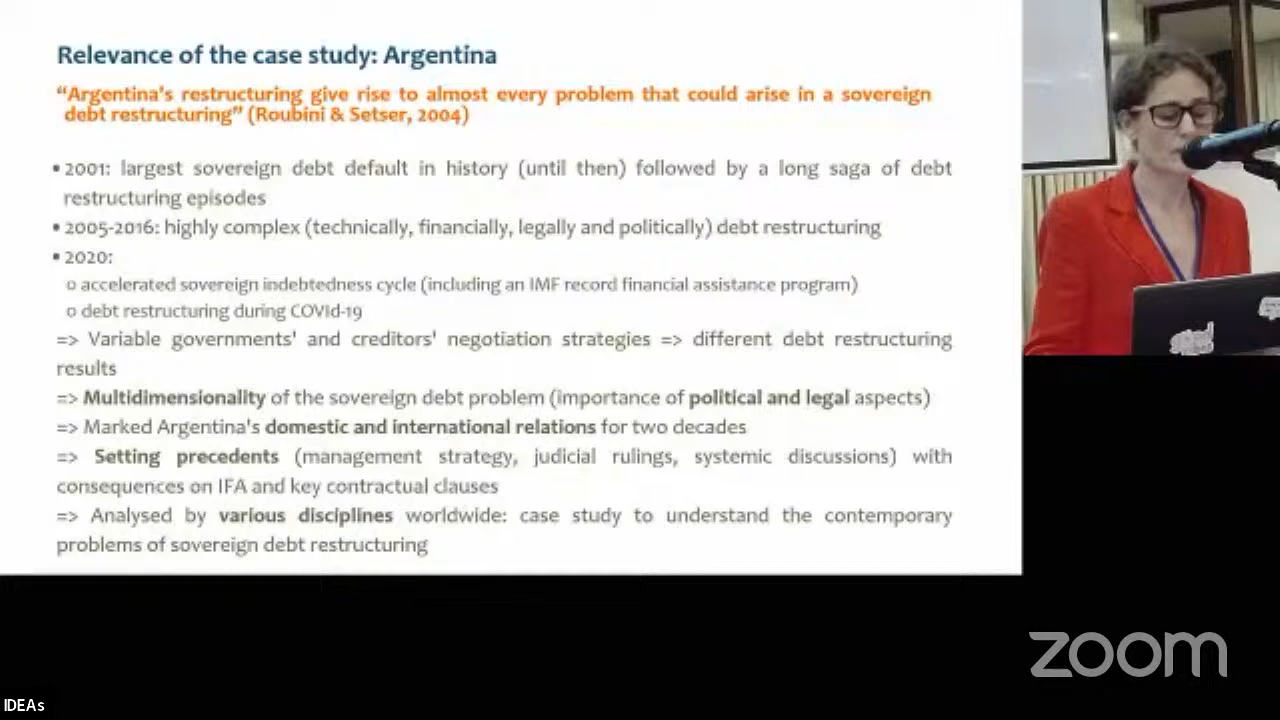 Relevance of the case study: Argentina
“Argentina's restructuring give rise to almost every problem that could arise in a sovereign
debt restructuring” (Roubini & Setser, 2004)
• 2001: largest sovereign debt default in history (until then) followed by a long saga of debt
restructuring episodes
• 2005-2016: highly complex (technically, financially, legally and politically) debt restructuring
• 2020:
o accelerated sovereign indebtedness cycle (including an IMF record financial assistance program)
o debt restructuring during COVId-19
=> Variable governments' and creditors' negotiation strategies => different debt restructuring
results
=> Multidimensionality of the sovereign debt problem (importance of political and legal aspects)
=> Marked Argentina's domestic and international relations for two decades
=> Setting precedents (management strategy, judicial rulings, systemic discussions) with
consequences on IFA and key contractual clauses
=> Analysed by various disciplines worldwide: case study to understand the contemporary
problems of sovereign debt restructuring
zoom
IDEAs